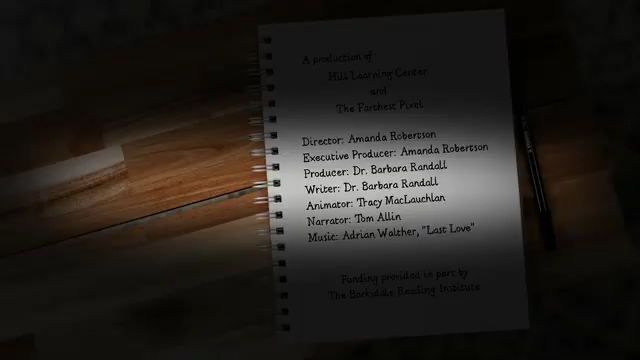 A production of
Hill Learning Center
and
The Farthest Pixel
Director: Amanda Robertson
Executive Producer: Amanda Robertson
Producer: Dr. Barbara Randall
Writer: Dr. Barbara Randall
Animator: Tracy MacLauchlan
Narrator: Tom Allin
Music: Adrian Walther, "Last Love"
Funding provided in part by
The Barksdale Reading Institute